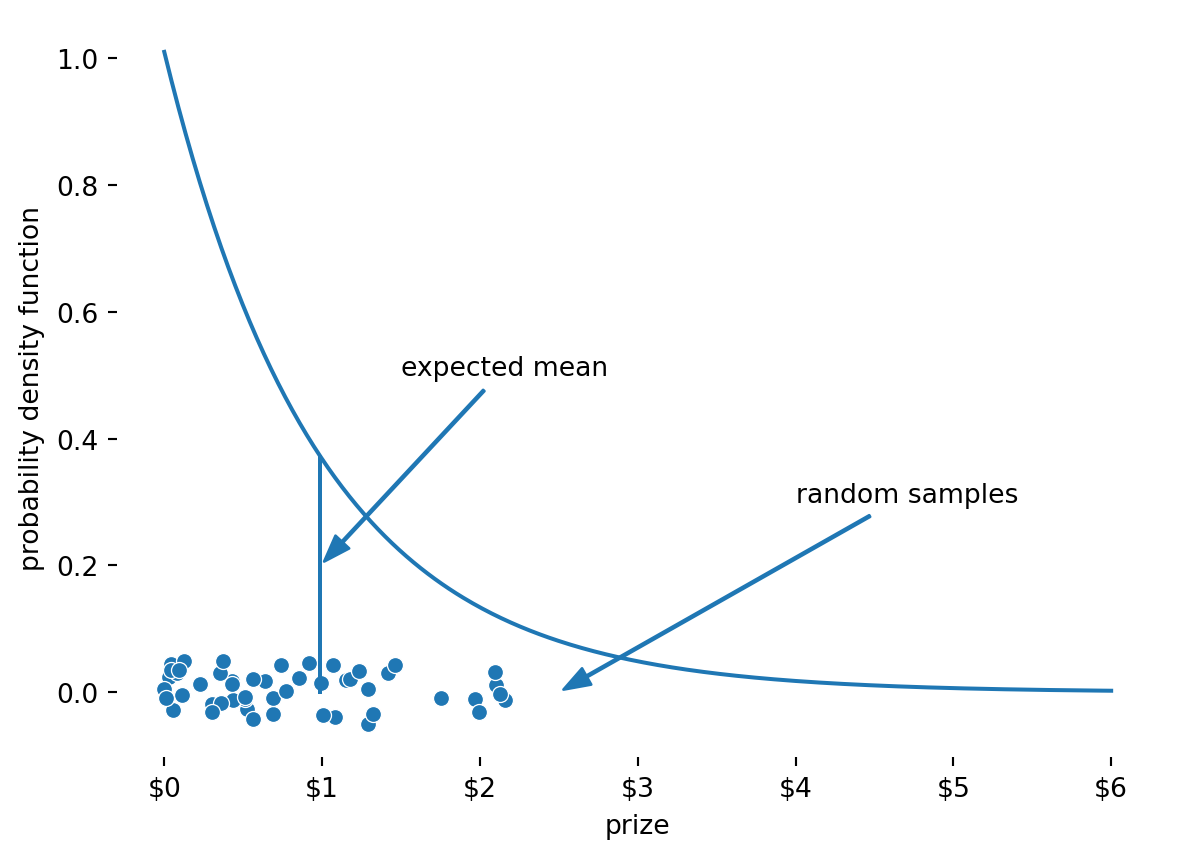 1.0
0.8
0.6
0.4
0.2
0.0
probability density function
expected mean
random samples
$0 $1 $2 $3 $4 $5 $6
prize